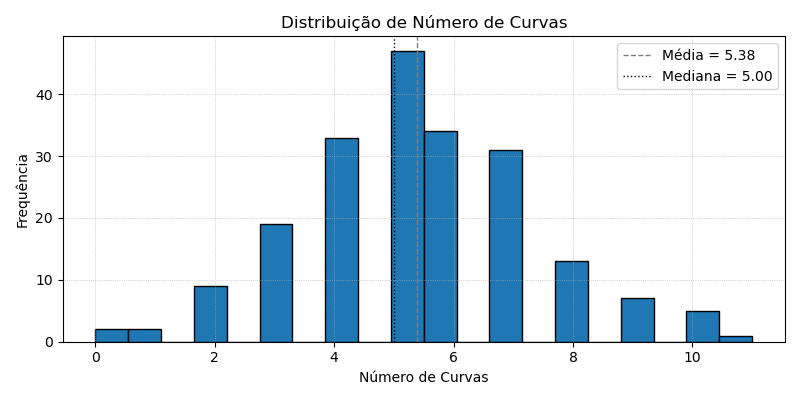 Distribuição de Número de Curvas
Média = 5.38
Mediana = 5.00
Frequência
40
30
20
10
0
0 2 4 6 8 10
Número de Curvas